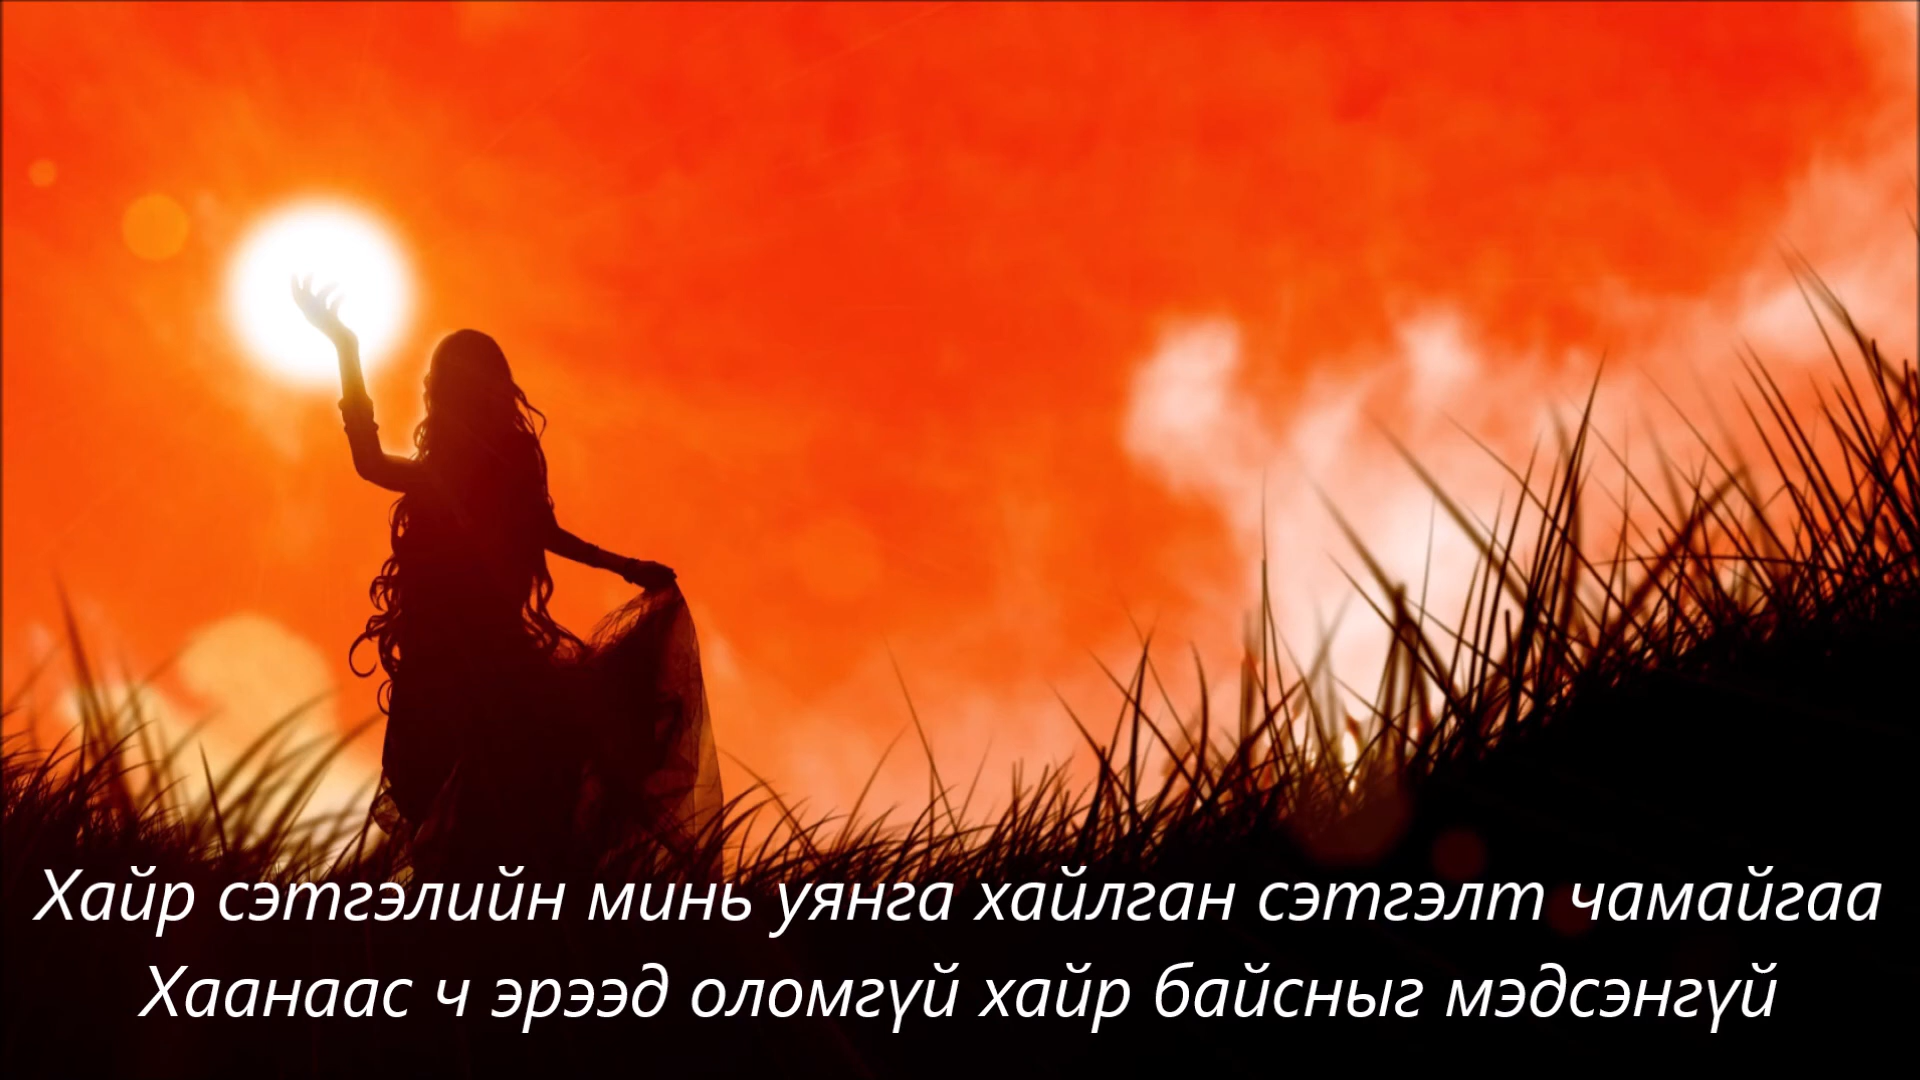 Хайр сэтгэлийн минь уянга хайлган сэтгэлт чамайгаа
Хаанаас ч эрээд оломгүй хайр байсныг мэдсэнгүй